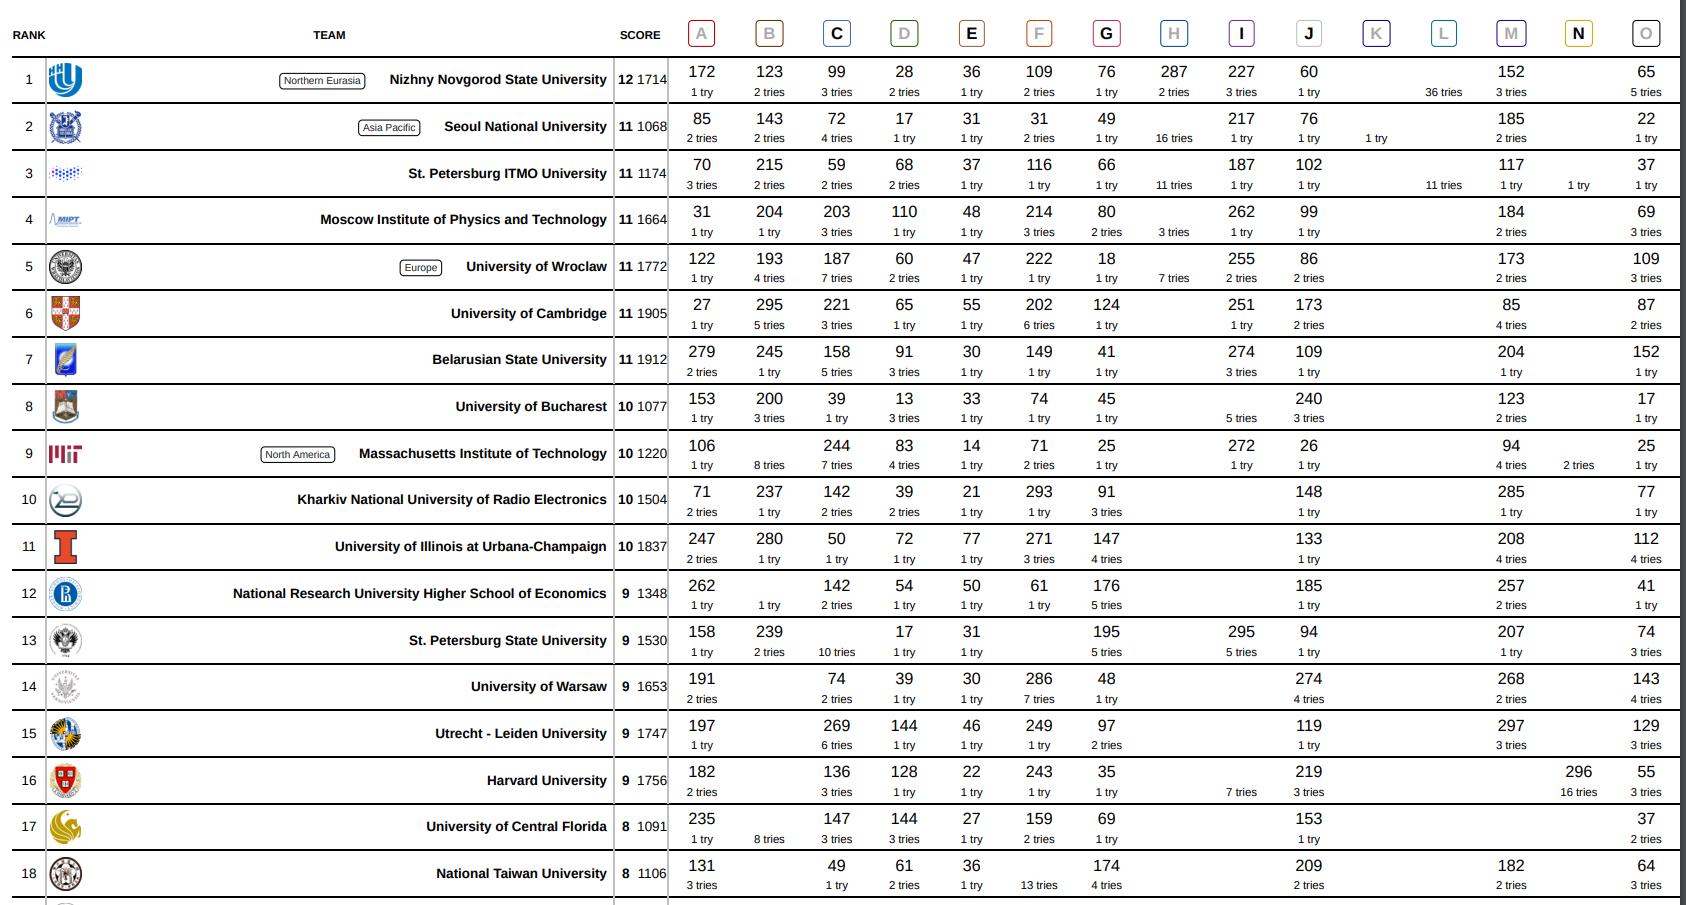 RANK TEAM SCORE A B C D E F G H I J K L M N O
1 Northern Eurasia Nizhny Novgorod State University 12 1714 172 123 99 28 36 109 76 287 227 60 152 65
1 try 2 tries 3 tries 2 tries 1 try 2 tries 1 try 2 tries 3 tries 1 try 36 tries 3 tries 5 tries
2 Asia Pacific Seoul National University 11 1068 85 143 72 17 31 31 49 217 76 185 22
2 tries 2 tries 4 tries 1 try 1 try 2 tries 1 try 16 tries 1 try 1 try 1 try 2 tries 1 try
3 St. Petersburg ITMO University 11 1174 70 215 59 68 37 116 66 187 102 117 37
3 tries 2 tries 2 tries 2 tries 1 try 1 try 1 try 11 tries 1 try 1 try 11 tries 1 try 1 try 1 try
4 MIPT Moscow Institute of Physics and Technology 11 1664 31 204 203 110 48 214 80 262 99 184 69
1 try 1 try 3 tries 1 try 1 try 3 tries 2 tries 3 tries 1 try 1 try 2 tries 3 tries
5 Europe University of Wroclaw 11 1772 122 193 187 60 47 222 18 255 86 173 109
1 try 4 tries 7 tries 2 tries 1 try 1 try 1 try 7 tries 2 tries 2 tries 2 tries 3 tries
6 University of Cambridge 11 1905 27 295 221 65 55 202 124 251 173 85 87
1 try 5 tries 3 tries 1 try 1 try 6 tries 1 try 1 try 2 tries 4 tries 2 tries
7 Belarusian State University 11 1912 279 245 158 91 30 149 41 274 109 204 152
2 tries 1 try 5 tries 3 tries 1 try 1 try 1 try 3 tries 1 try 1 try 1 try
8 University of Bucharest 10 1077 153 200 39 13 33 74 45 240 123 17
1 try 3 tries 1 try 3 tries 1 try 1 try 1 try 5 tries 3 tries 2 tries 1 try
9 North America Massachusetts Institute of Technology 10 1220 106 244 83 14 71 25 272 26 94 25
1 try 8 tries 7 tries 4 tries 1 try 2 tries 1 try 1 try 1 try 4 tries 2 tries 1 try
10 Kharkiv National University of Radio Electronics 10 1504 71 237 142 39 21 293 91 148 285 77
2 tries 1 try 2 tries 2 tries 1 try 1 try 3 tries 1 try 1 try 1 try
11 University of Illinois at Urbana-Champaign 10 1837 247 280 50 72 77 271 147 133 208 112
2 tries 1 try 1 try 1 try 1 try 3 tries 4 tries 1 try 4 tries 4 tries
12 National Research University Higher School of Economics 9 1348 262 142 54 50 61 176 185 257 41
1 try 1 try 2 tries 1 try 1 try 1 try 5 tries 1 try 2 tries 1 try
13 St. Petersburg State University 9 1530 158 239 17 31 195 295 94 207 74
1 try 2 tries 10 tries 1 try 1 try 5 tries 5 tries 1 try 1 try 3 tries
14 University of Warsaw 9 1653 191 74 39 30 286 48 274 268 143
2 tries 2 tries 1 try 1 try 7 tries 1 try 4 tries 2 tries 4 tries
15 Utrecht - Leiden University 9 1747 197 269 144 46 249 97 119 297 129
1 try 6 tries 1 try 1 try 1 try 2 tries 1 try 3 tries 3 tries
16 Harvard University 9 1756 182 136 128 22 243 35 219 296 55
2 tries 3 tries 1 try 1 try 1 try 1 try 7 tries 3 tries 16 tries 3 tries
17 University of Central Florida 8 1091 235 147 144 27 159 69 153 37
1 try 8 tries 3 tries 3 tries 1 try 2 tries 1 try 1 try 2 tries
18 National Taiwan University 8 1106 131 49 61 36 174 209 182 64
3 tries 1 try 2 tries 1 try 13 tries 4 tries 2 tries 2 tries 3 tries